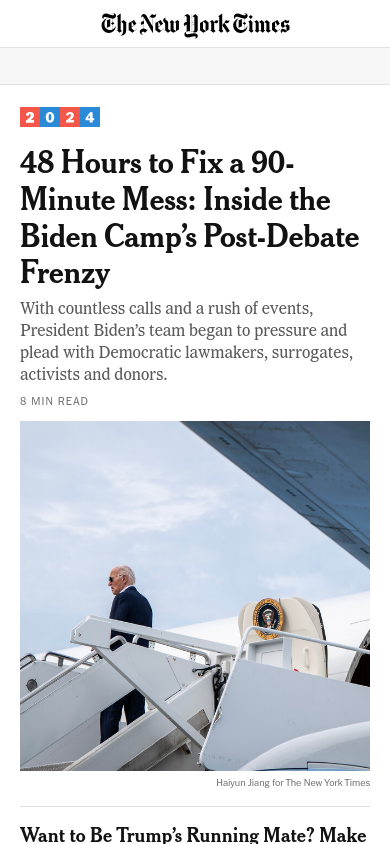 The New York Times
2024
48 Hours to Fix a 90-
Minute Mess: Inside the
Biden Camp’s Post-Debate
Frenzy
With countless calls and a rush of events,
President Biden’s team began to pressure and
plead with Democratic lawmakers, surrogates,
activists and donors.
8 MIN READ
Haiyun Jiang for The New York Times
Want to Be Trump’s Running Mate? Make